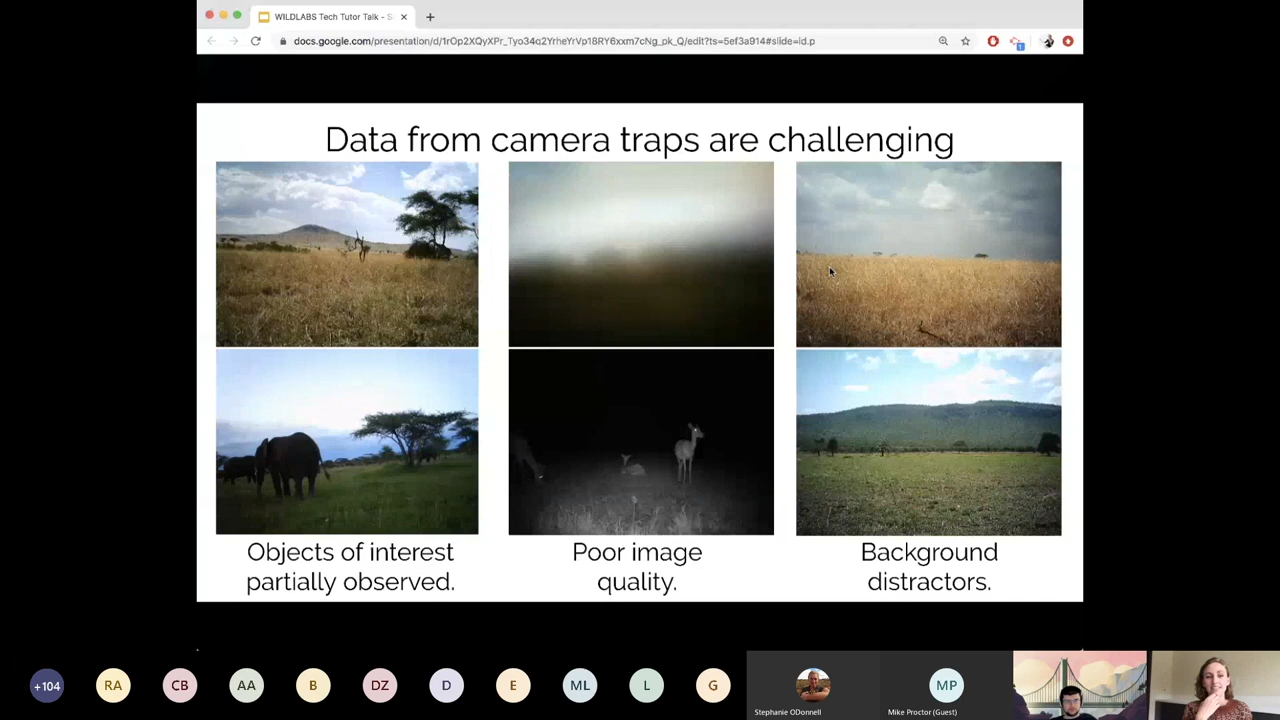 WILDLABS Tech Tutor Talk - S
docs.google.com/presentation/d/1rOp2XQyXPr_Tyo34q2YrheYrVp18RY6xxm7cNg_pk_Q/edit?ts=5ef3a914#slide=id.p
Data from camera traps are challenging
Objects of interest
partially observed.
Poor image
quality.
Background
distractors.
+104
RA
CB
AA
B
DZ
D
E
ML
L
G
MP
Stephanie ODonnell
Mike Proctor (Guest)